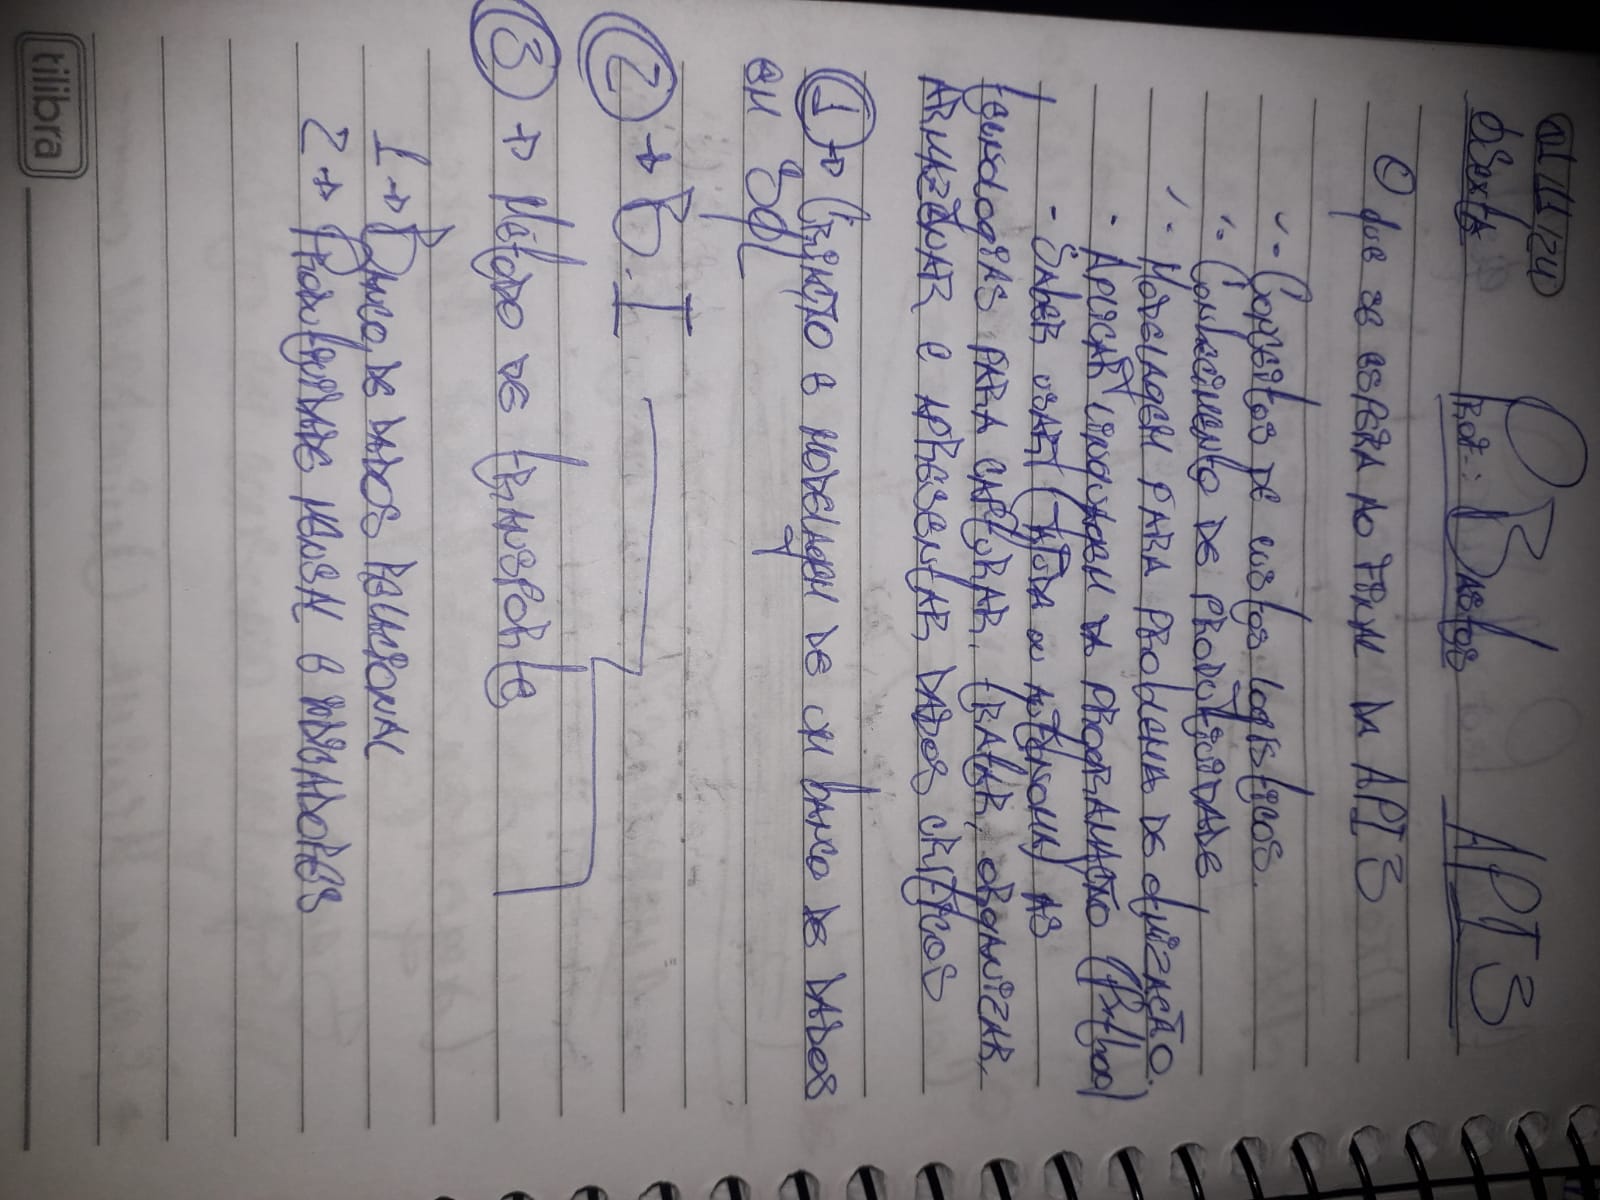 01/11/24
Sexta
Prof.: Bastos
API 3
O que se espera ao final da API 3
- Conceitos de custos logísticos.
- Conhecimento de produtividade
- Modelagem para problema de otmização.
- Aplicar linguagem da programação (Python)
- Saber usar (Ajuda ou autônoma) as
tecnologias para capturar, tratar, organizar,
armazenar e apresentar dados críticos
1 → Criação e modelagem de um banco de dados
em SQL
2 → B.I
3 → Método de transporte
1 → Banco de dados relacional
2 → Produtividade mensal e indicadores
tilibra